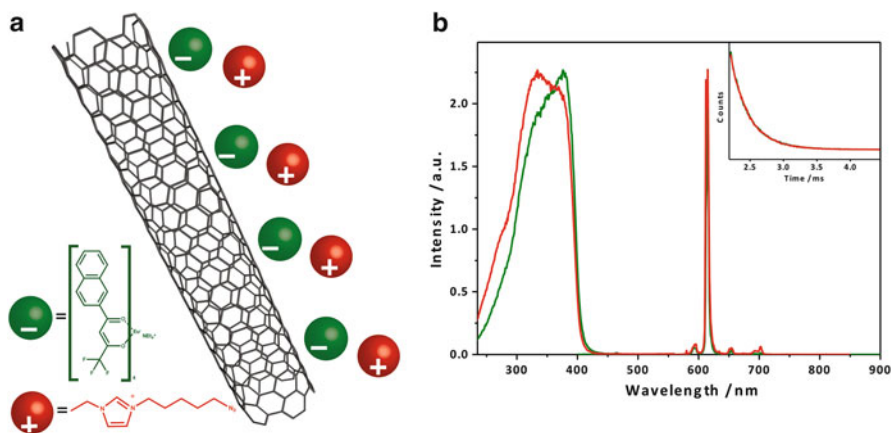 a
b
2.0
1.5
1.0
0.5
0.0
Intensity / a.u.
300 400 500 600 700 800 900
Wavelength / nm
Counts
2.5 3.0 3.5 4.0
Time /ms
− +
− +
− +
− +
− =
O
O
F
F F
+ =
N N
+